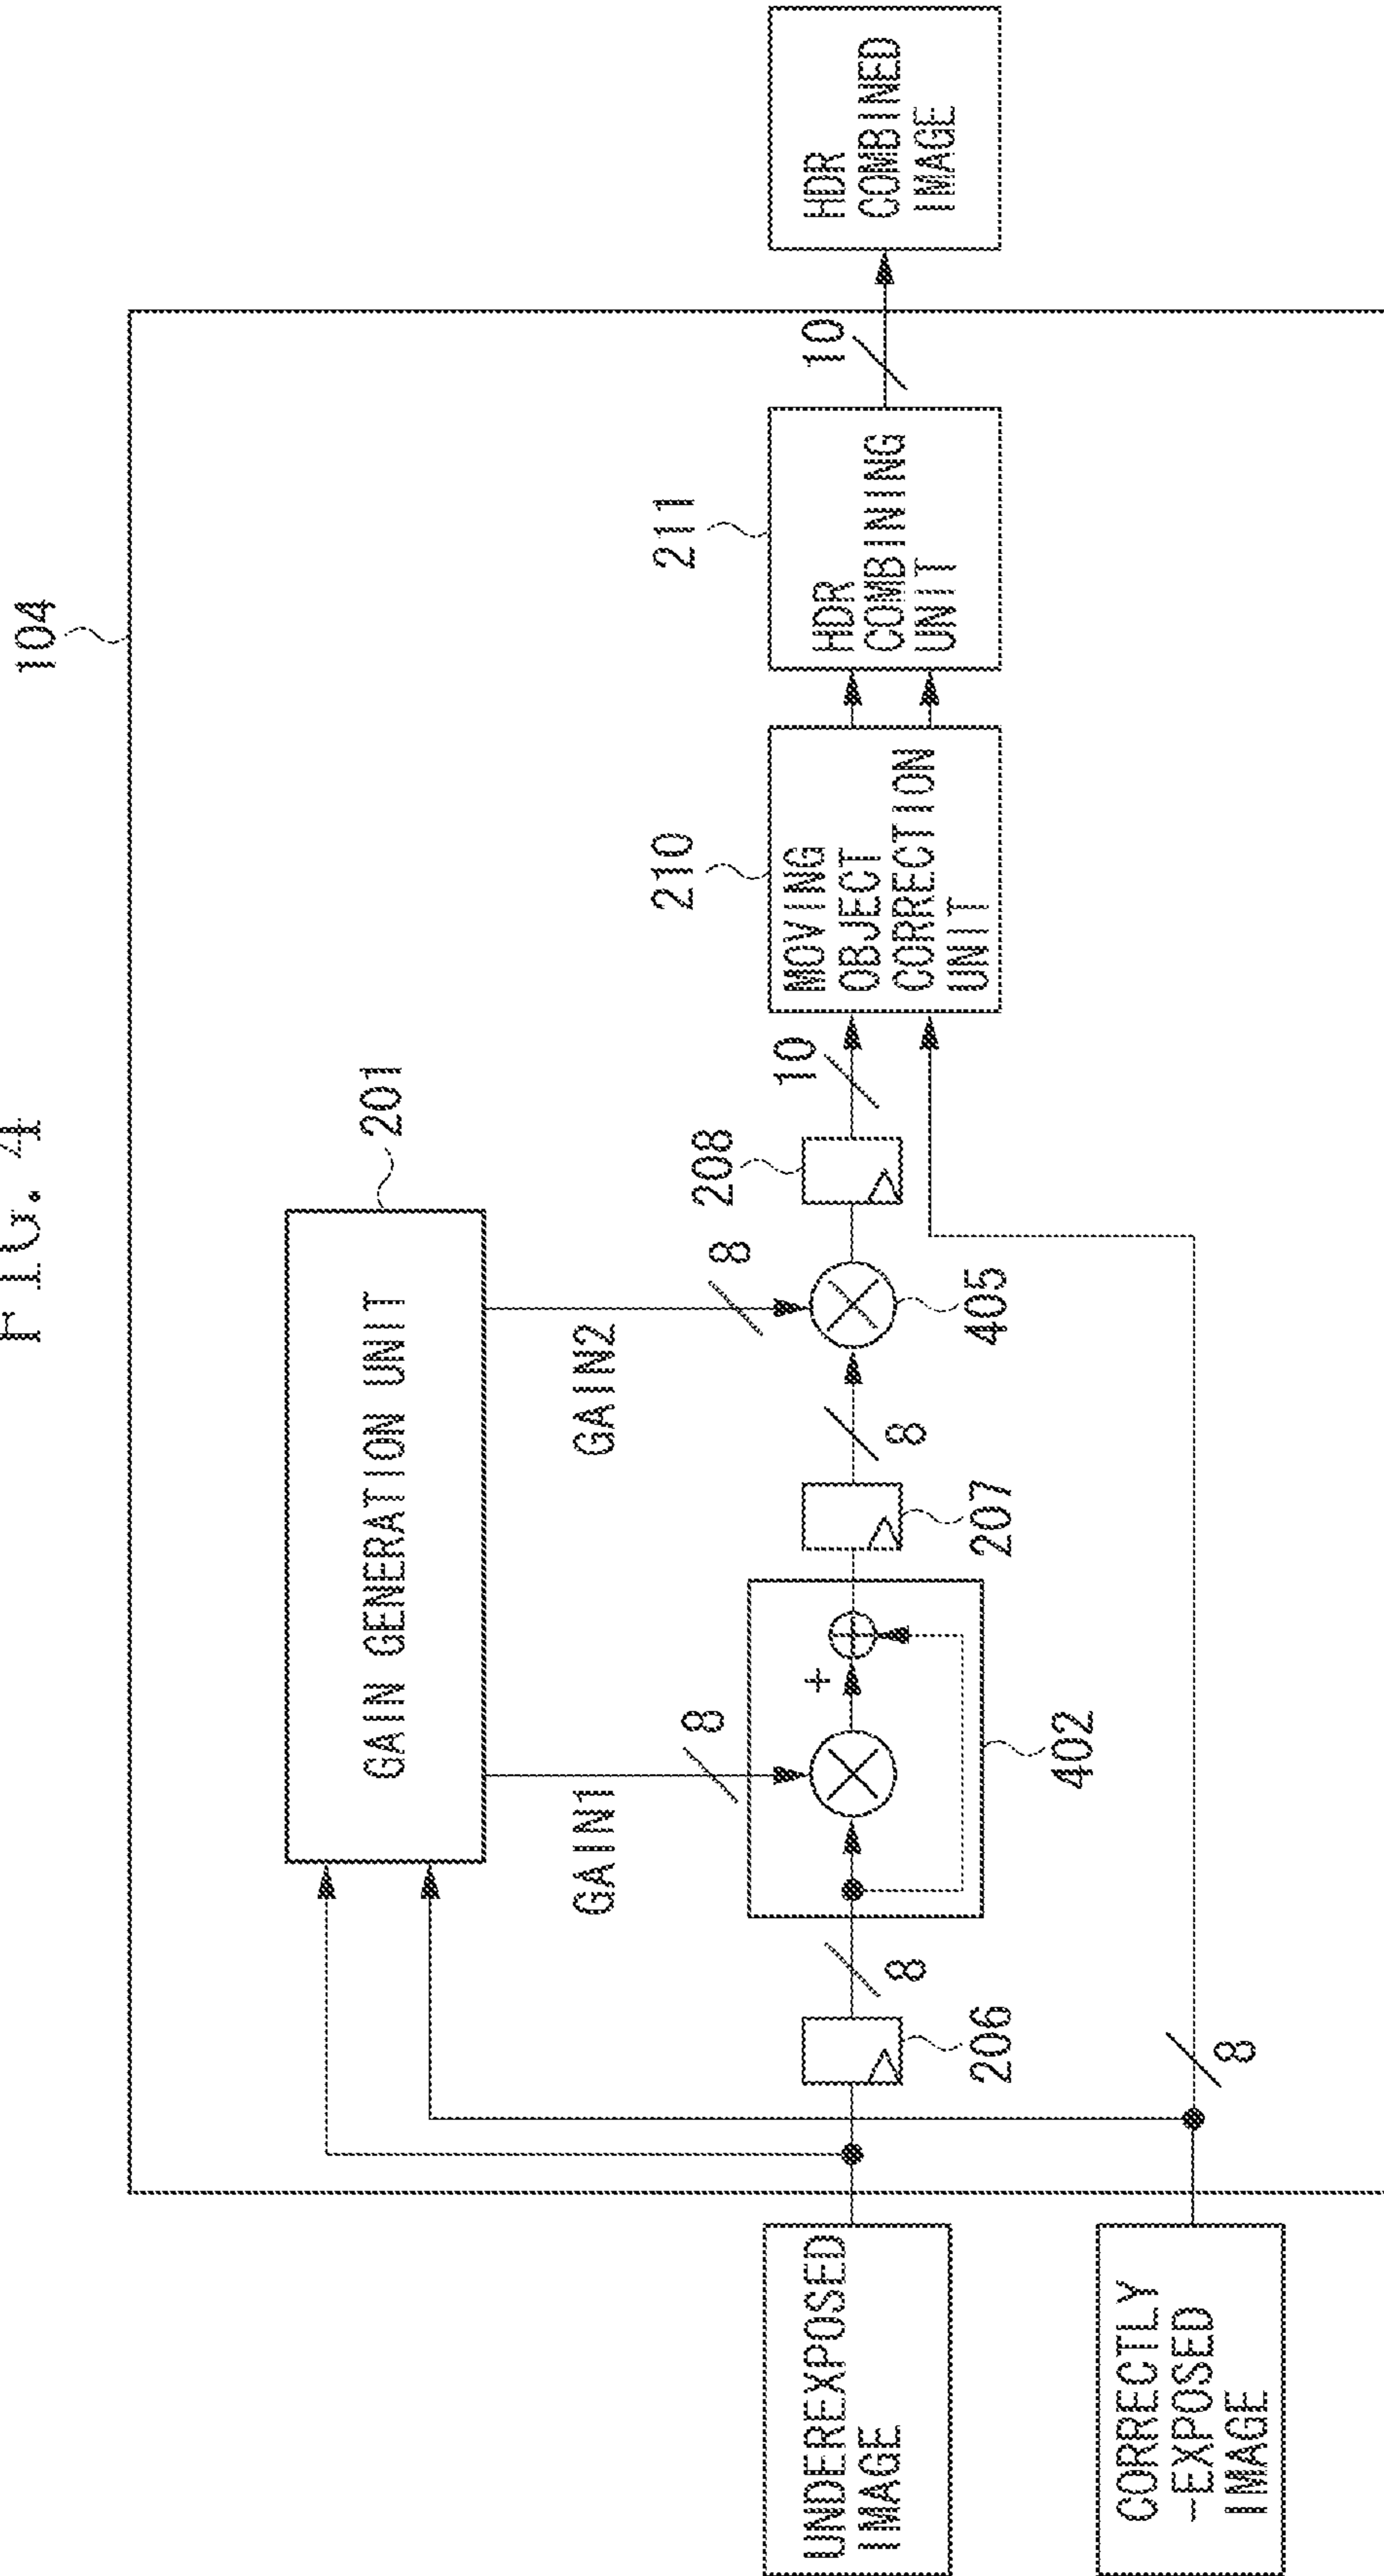 FIG. 4
104
201
GAIN GENERATION UNIT
GAIN1
8
GAIN2
8
UNDEREXPOSED
IMAGE
206
8
402
+
207
8
405
208
10
210
MOVING
OBJECT
CORRECTION
UNIT
211
HDR
COMBINING
UNIT
10
HDR
COMBINED
IMAGE
CORRECTLY
-EXPOSED
IMAGE
8